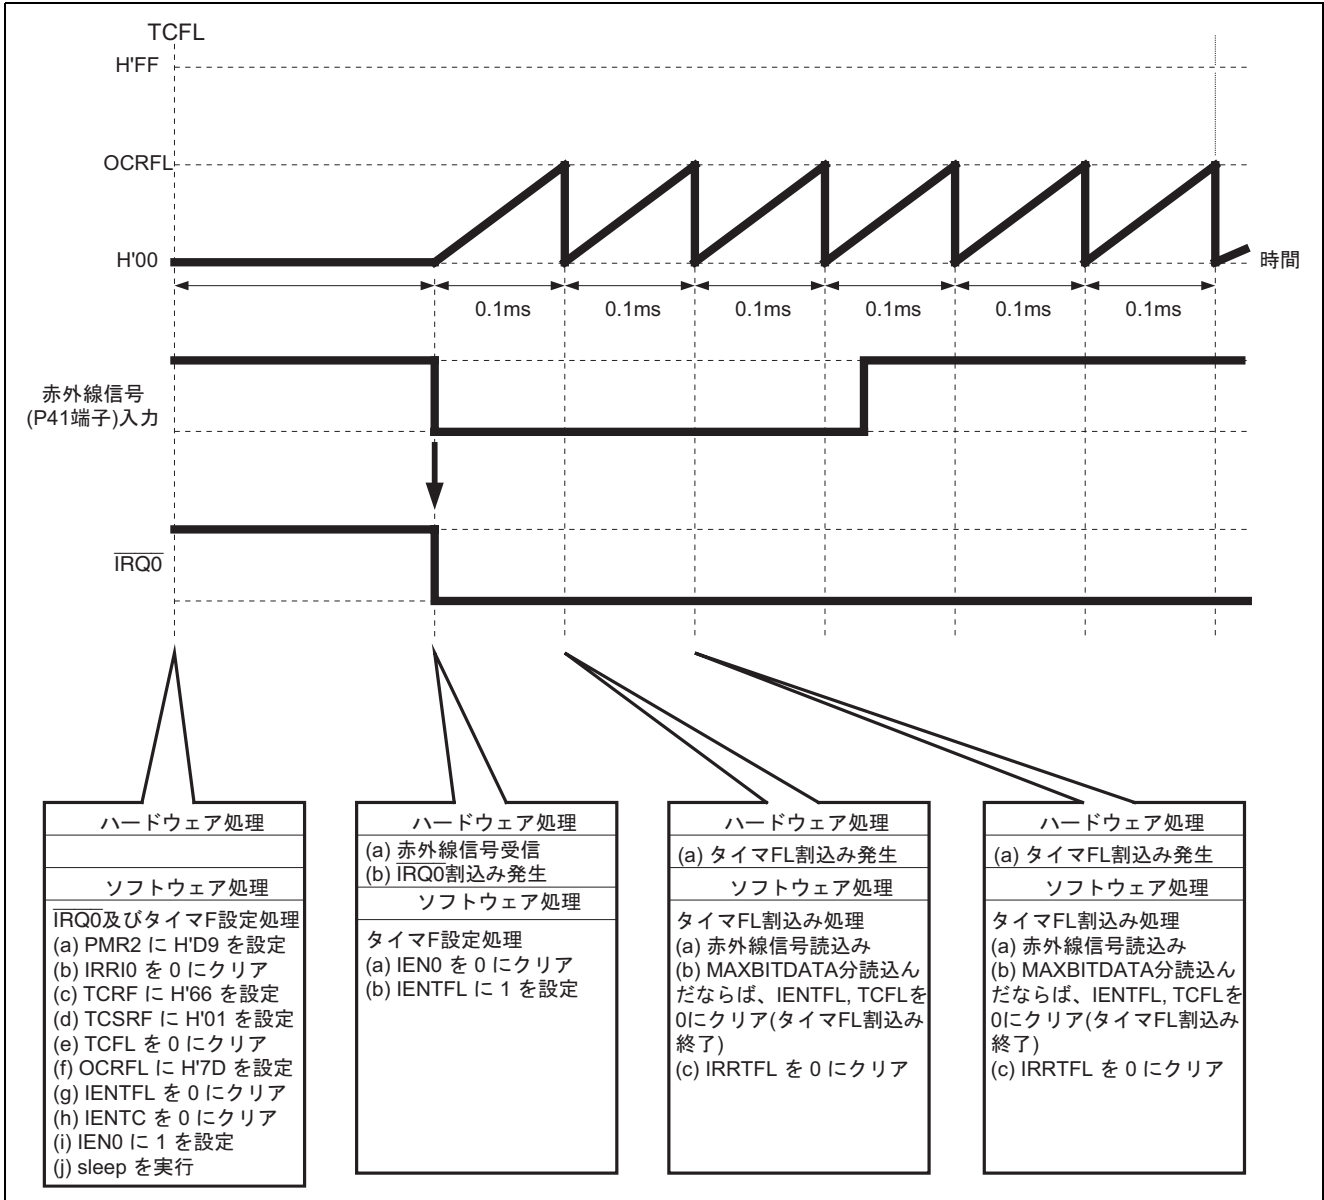 TCFL
H'FF
OCRFL
H'00
時間
0.1ms
0.1ms
0.1ms
0.1ms
0.1ms
0.1ms
赤外線信号
(P41端子)入力
IRQ0
ハードウェア処理
ソフトウェア処理
IRQ0及びタイマF設定処理
(a) PMR2 に H'D9 を設定
(b) IRRI0 を 0 にクリア
(c) TCRF に H'66 を設定
(d) TCSRF に H'01 を設定
(e) TCFL を 0 にクリア
(f) OCRFL に H'7D を設定
(g) IENTFL を 0 にクリア
(h) IENTC を 0 にクリア
(i) IEN0 に 1 を設定
(j) sleep を実行
ハードウェア処理
(a) 赤外線信号受信
(b) IRQ0割込み発生
ソフトウェア処理
タイマF設定処理
(a) IEN0 を 0 にクリア
(b) IENTFL に 1 を設定
ハードウェア処理
(a) タイマFL割込み発生
ソフトウェア処理
タイマFL割込み処理
(a) 赤外線信号読込み
(b) MAXBITDATA分読込ん
だならば、IENTFL, TCFLを
0にクリア(タイマFL割込み
終了)
(c) IRRTFL を 0 にクリア
ハードウェア処理
(a) タイマFL割込み発生
ソフトウェア処理
タイマFL割込み処理
(a) 赤外線信号読込み
(b) MAXBITDATA分読込ん
だならば、IENTFL, TCFLを
0にクリア(タイマFL割込み
終了)
(c) IRRTFL を 0 にクリア